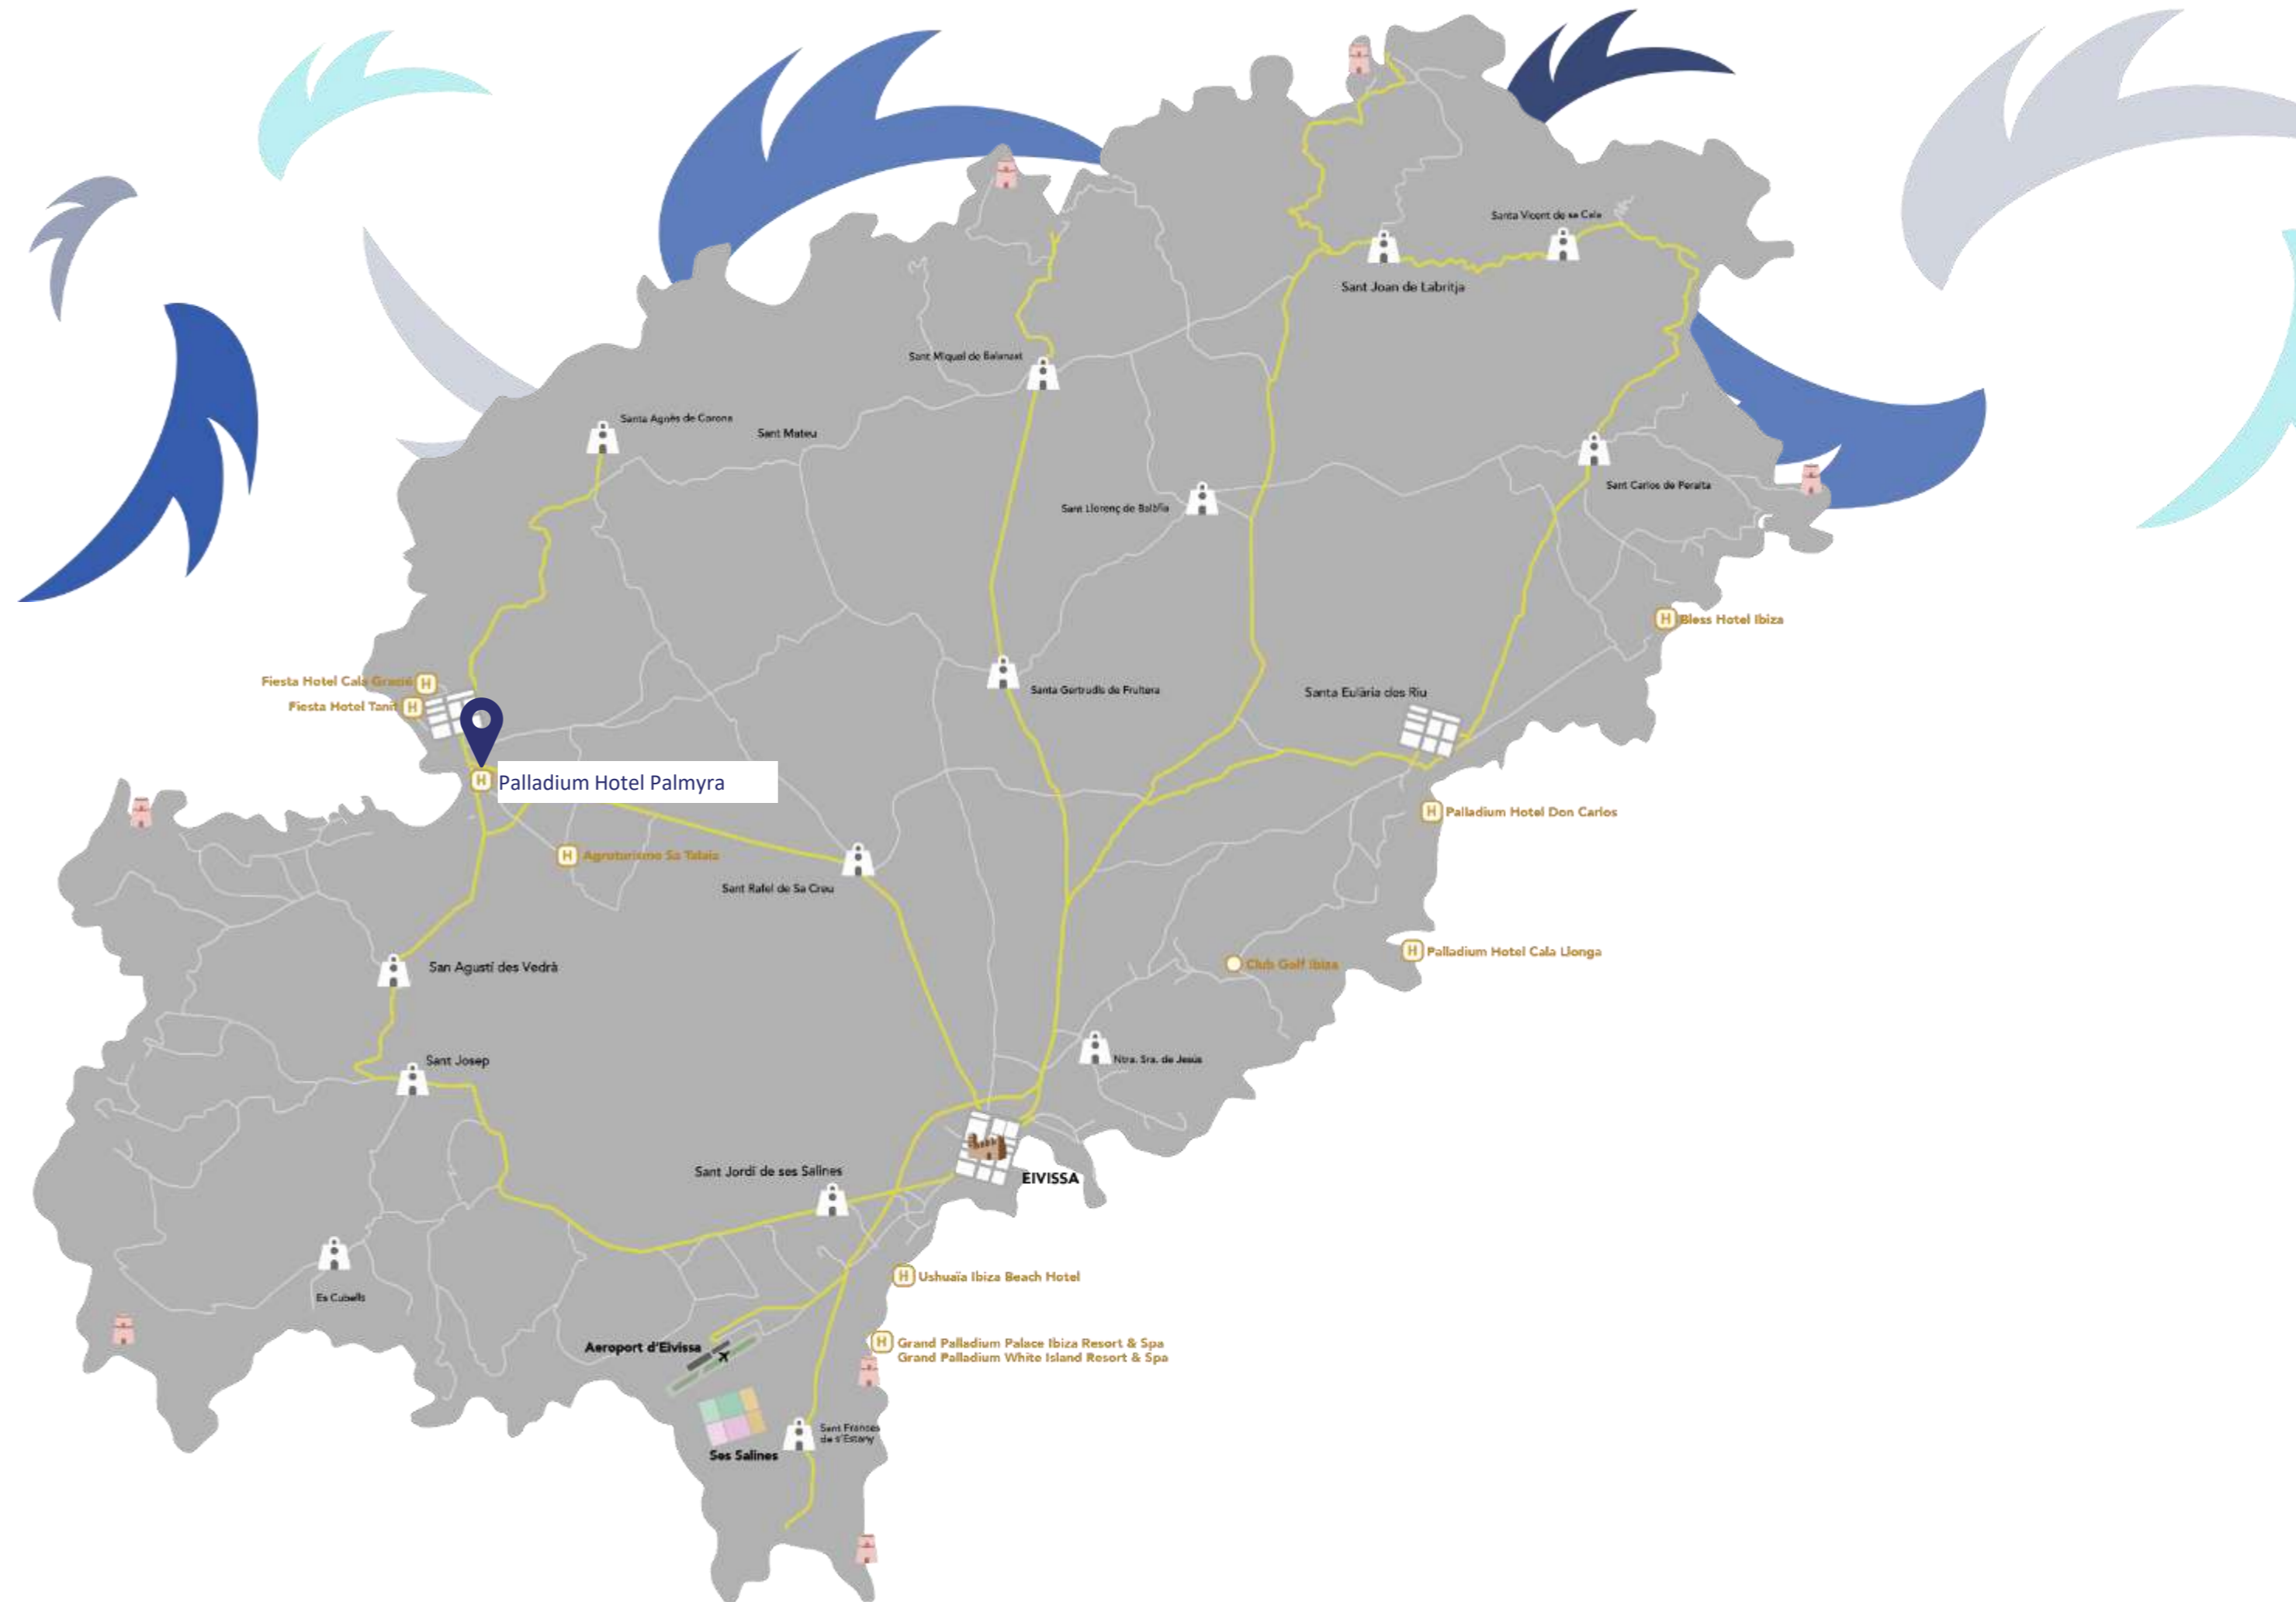 Santa Vicent de sa Cala
Sant Joan de Labritja
Sant Miquel de Balansat
Santa Agnès de Corona
Sant Mateu
Sant Carlos de Peralta
Sant Llorenç de
Bless Hotel Ibiza
Fiesta Hotel Cala Gració H
Fiesta Hotel Tanit H
Santa Gertrudis de Fruitera
Santa Eulària des Riu
H Palladium Hotel Palmyra
H Palladium Hotel Don Carlos
H Agroturismo Sa Talaia
Sant Rafel de Sa Creu
H Palladium Hotel Cala Llonga
Club Golf Ibiza
San Agustí des Vedrà
Ntra. Sra. de Jesús
Sant Josep
Sant Jordi de ses Salines
EIVISSA
H Ushuaïa Ibiza Beach Hotel
Es Cubells
H Grand Palladium Palace Ibiza Resort & Spa
Grand Palladium White Island Resort & Spa
Aeroport d'Eivissa
Sant Frances
de s'Estany
Ses Salines
H